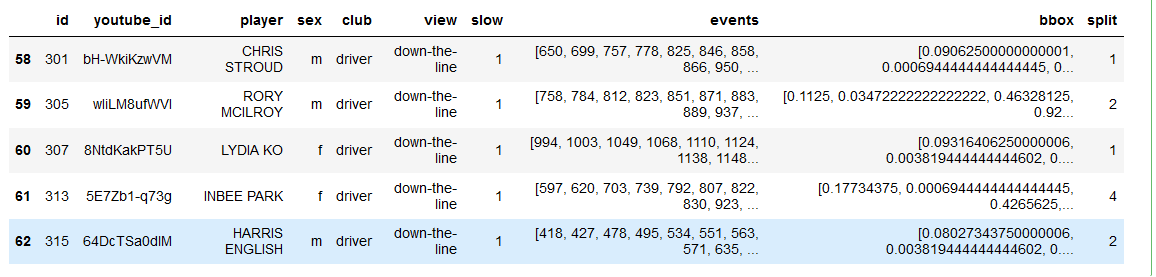 id youtube_id player sex club view slow events bbox split
58 301 bH-WkiKzwVM CHRIS STROUD m driver down-the-line 1 [650, 699, 757, 778, 825, 846, 858, 866, 950, ... [0.09062500000000001, 0.0006944444444444445, 0.... 1
59 305 wIiLM8ufWVI RORY MCILROY m driver down-the-line 1 [758, 784, 812, 823, 851, 871, 883, 889, 937, ... [0.1125, 0.03472222222222222, 0.46328125, 0.92... 2
60 307 8NtdKakPT5U LYDIA KO f driver down-the-line 1 [994, 1003, 1049, 1068, 1110, 1124, 1138, 1148... [0.09316406250000006, 0.003819444444444602, 0.... 1
61 313 5E7Zb1-q73g INBEE PARK f driver down-the-line 1 [597, 620, 703, 739, 792, 807, 822, 830, 923, ... [0.17734375, 0.0006944444444444445, 0.4265625,... 4
62 315 64DcTSa0dlM HARRIS ENGLISH m driver down-the-line 1 [418, 427, 478, 495, 534, 551, 563, 571, 635, ... [0.08027343750000006, 0.003819444444444602, 0.... 2